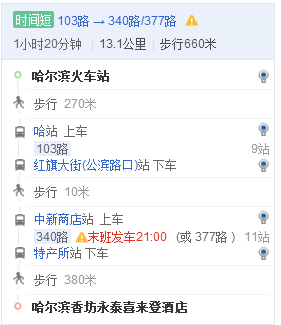 时间短 103路 → 340路/377路
1小时20分钟 | 13.1公里 | 步行660米
哈尔滨火车站
步行 270米
哈站 上车
103路 9站
红旗大街(公滨路口)站 下车
步行 10米
中新商店站 上车
340路 末班发车21:00 (或 377路 ) 11站
特产所站 下车
步行 380米
哈尔滨香坊永泰喜来登酒店